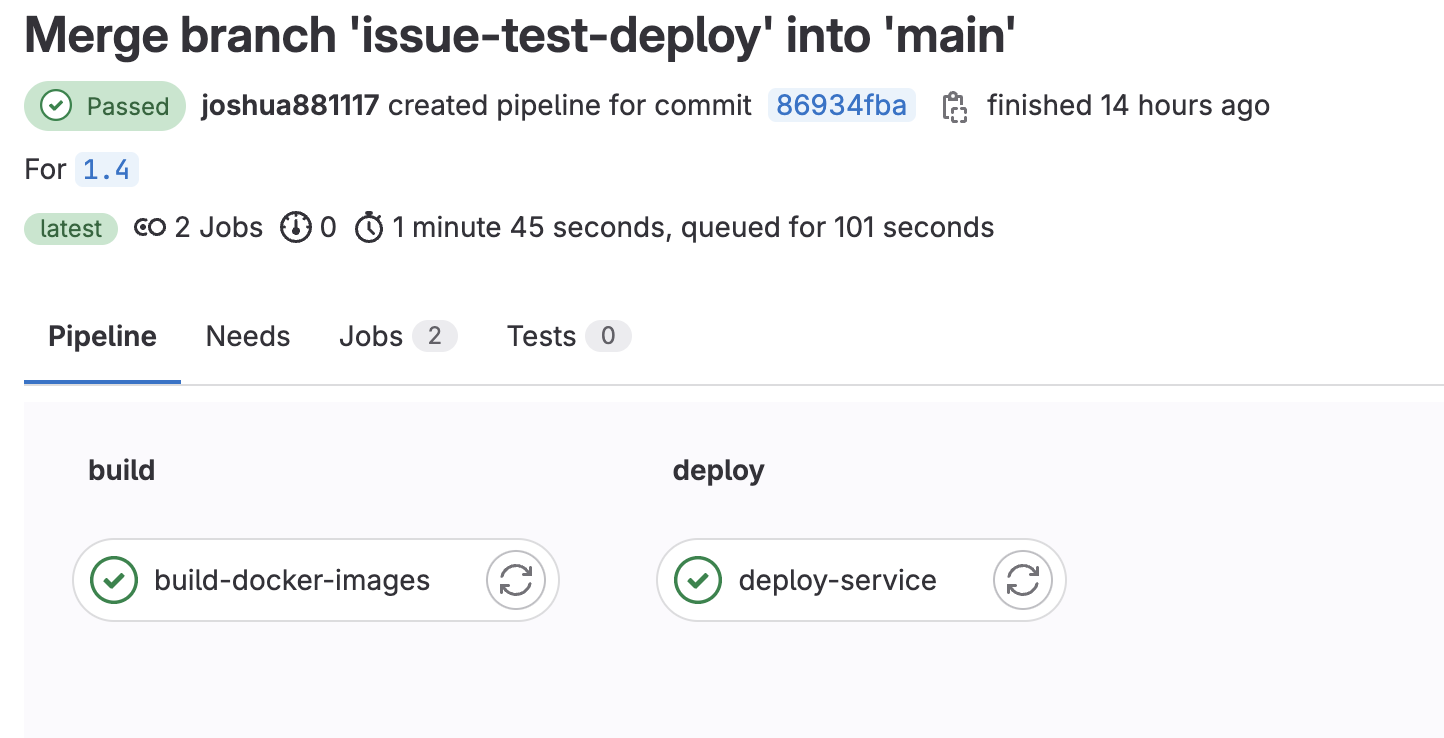 Merge branch 'issue-test-deploy' into 'main'
Passed joshua881117 created pipeline for commit 86934fba finished 14 hours ago
For 1.4
latest 2 Jobs 0 1 minute 45 seconds, queued for 101 seconds
Pipeline Needs Jobs 2 Tests 0
build deploy
build-docker-images deploy-service